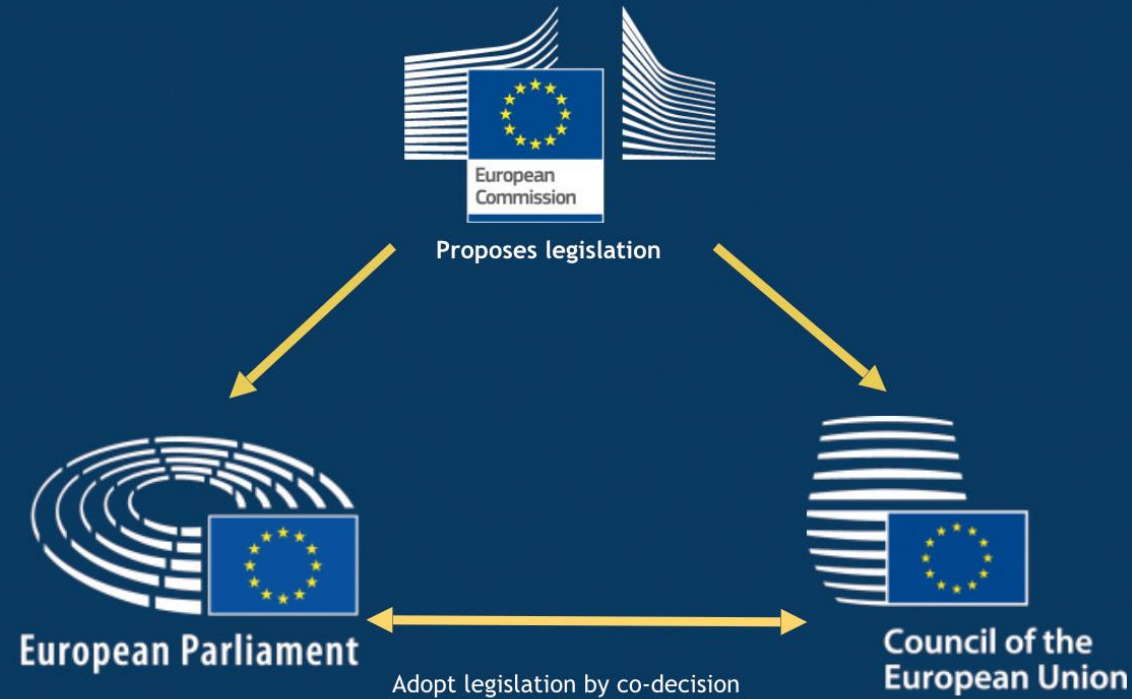 European
Commission
Proposes legislation
European Parliament
Council of the
European Union
Adopt legislation by co-decision